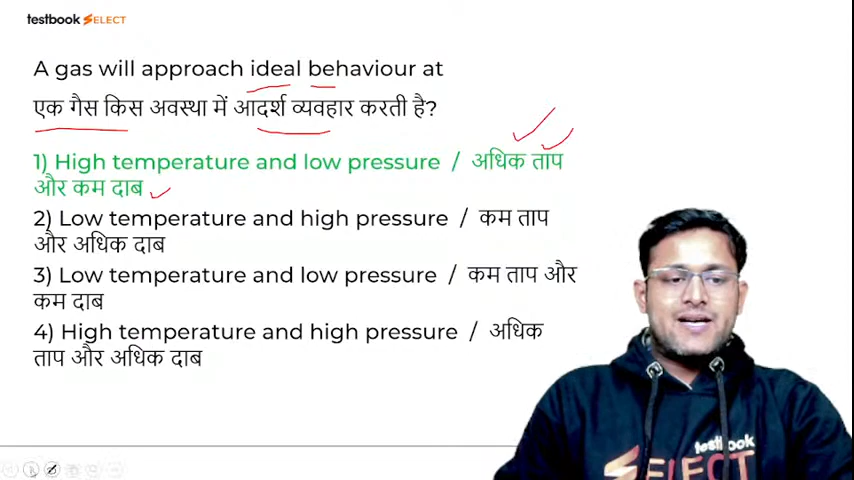 testbook SELECT
A gas will approach ideal behaviour at
एक गैस किस अवस्था में आदर्श व्यवहार करती है?
1) High temperature and low pressure / अधिक ताप
और कम दाब
2) Low temperature and high pressure / कम ताप
और अधिक दाब
3) Low temperature and low pressure / कम ताप और
कम दाब
4) High temperature and high pressure / अधिक
ताप और अधिक दाब
testbook
SELECT